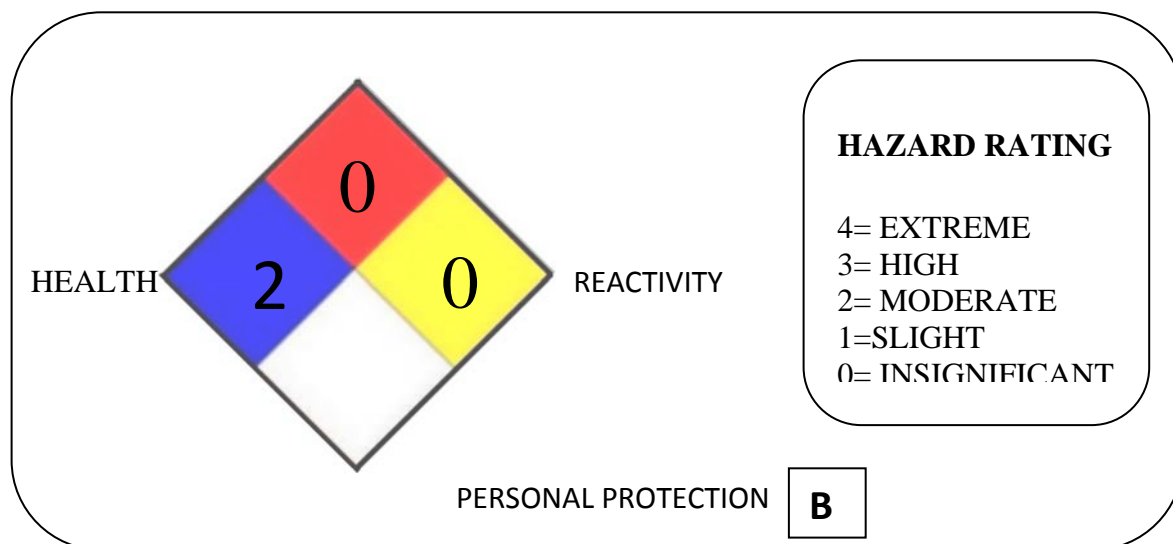 0
HEALTH 2 0 REACTIVITY
HAZARD RATING
4= EXTREME
3= HIGH
2= MODERATE
1=SLIGHT
0= INSIGNIFICANT
PERSONAL PROTECTION B